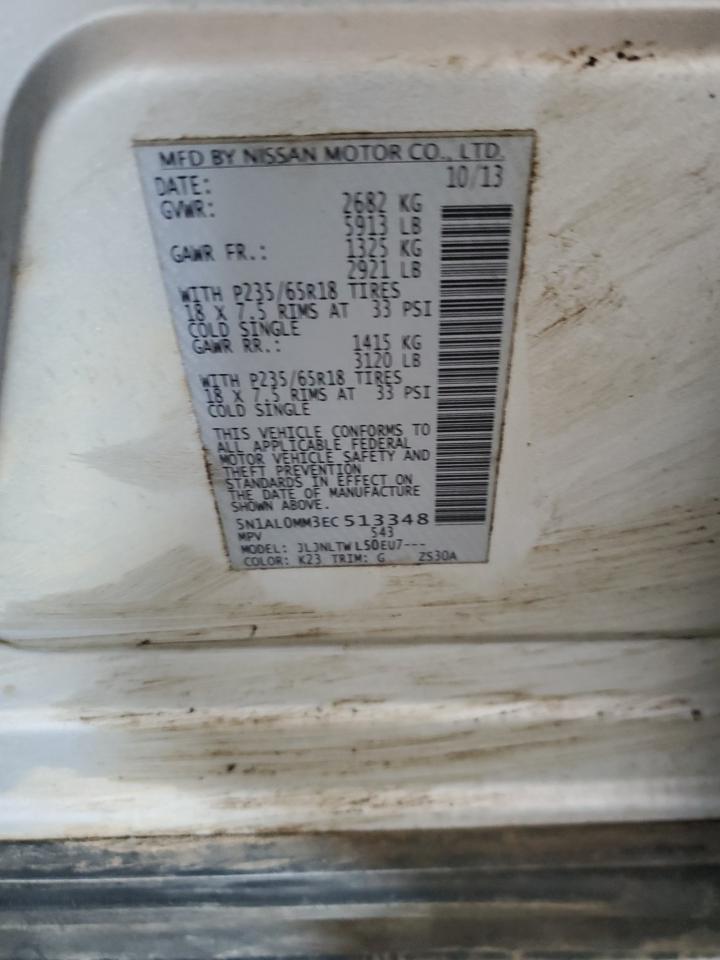 MFD BY NISSAN MOTOR CO., LTD.
DATE: 10/13
GVWR: 2682 KG
5913 LB
GAWR FR.: 1325 KG
2921 LB
WITH P235/65R18 TIRES
18 X 7.5 RIMS AT 33 PSI
COLD SINGLE
GAWR RR.: 1415 KG
3120 LB
WITH P235/65R18 TIRES
18 X 7.5 RIMS AT 33 PSI
COLD SINGLE
THIS VEHICLE CONFORMS TO
ALL APPLICABLE FEDERAL
MOTOR VEHICLE SAFETY AND
THEFT PREVENTION
STANDARDS IN EFFECT ON
THE DATE OF MANUFACTURE
SHOWN ABOVE.
5N1AL0MM3EC 513348
MPV 543
MODEL: JLJNLTW L50EU7---
COLOR: K23 TRIM: G ZS30A